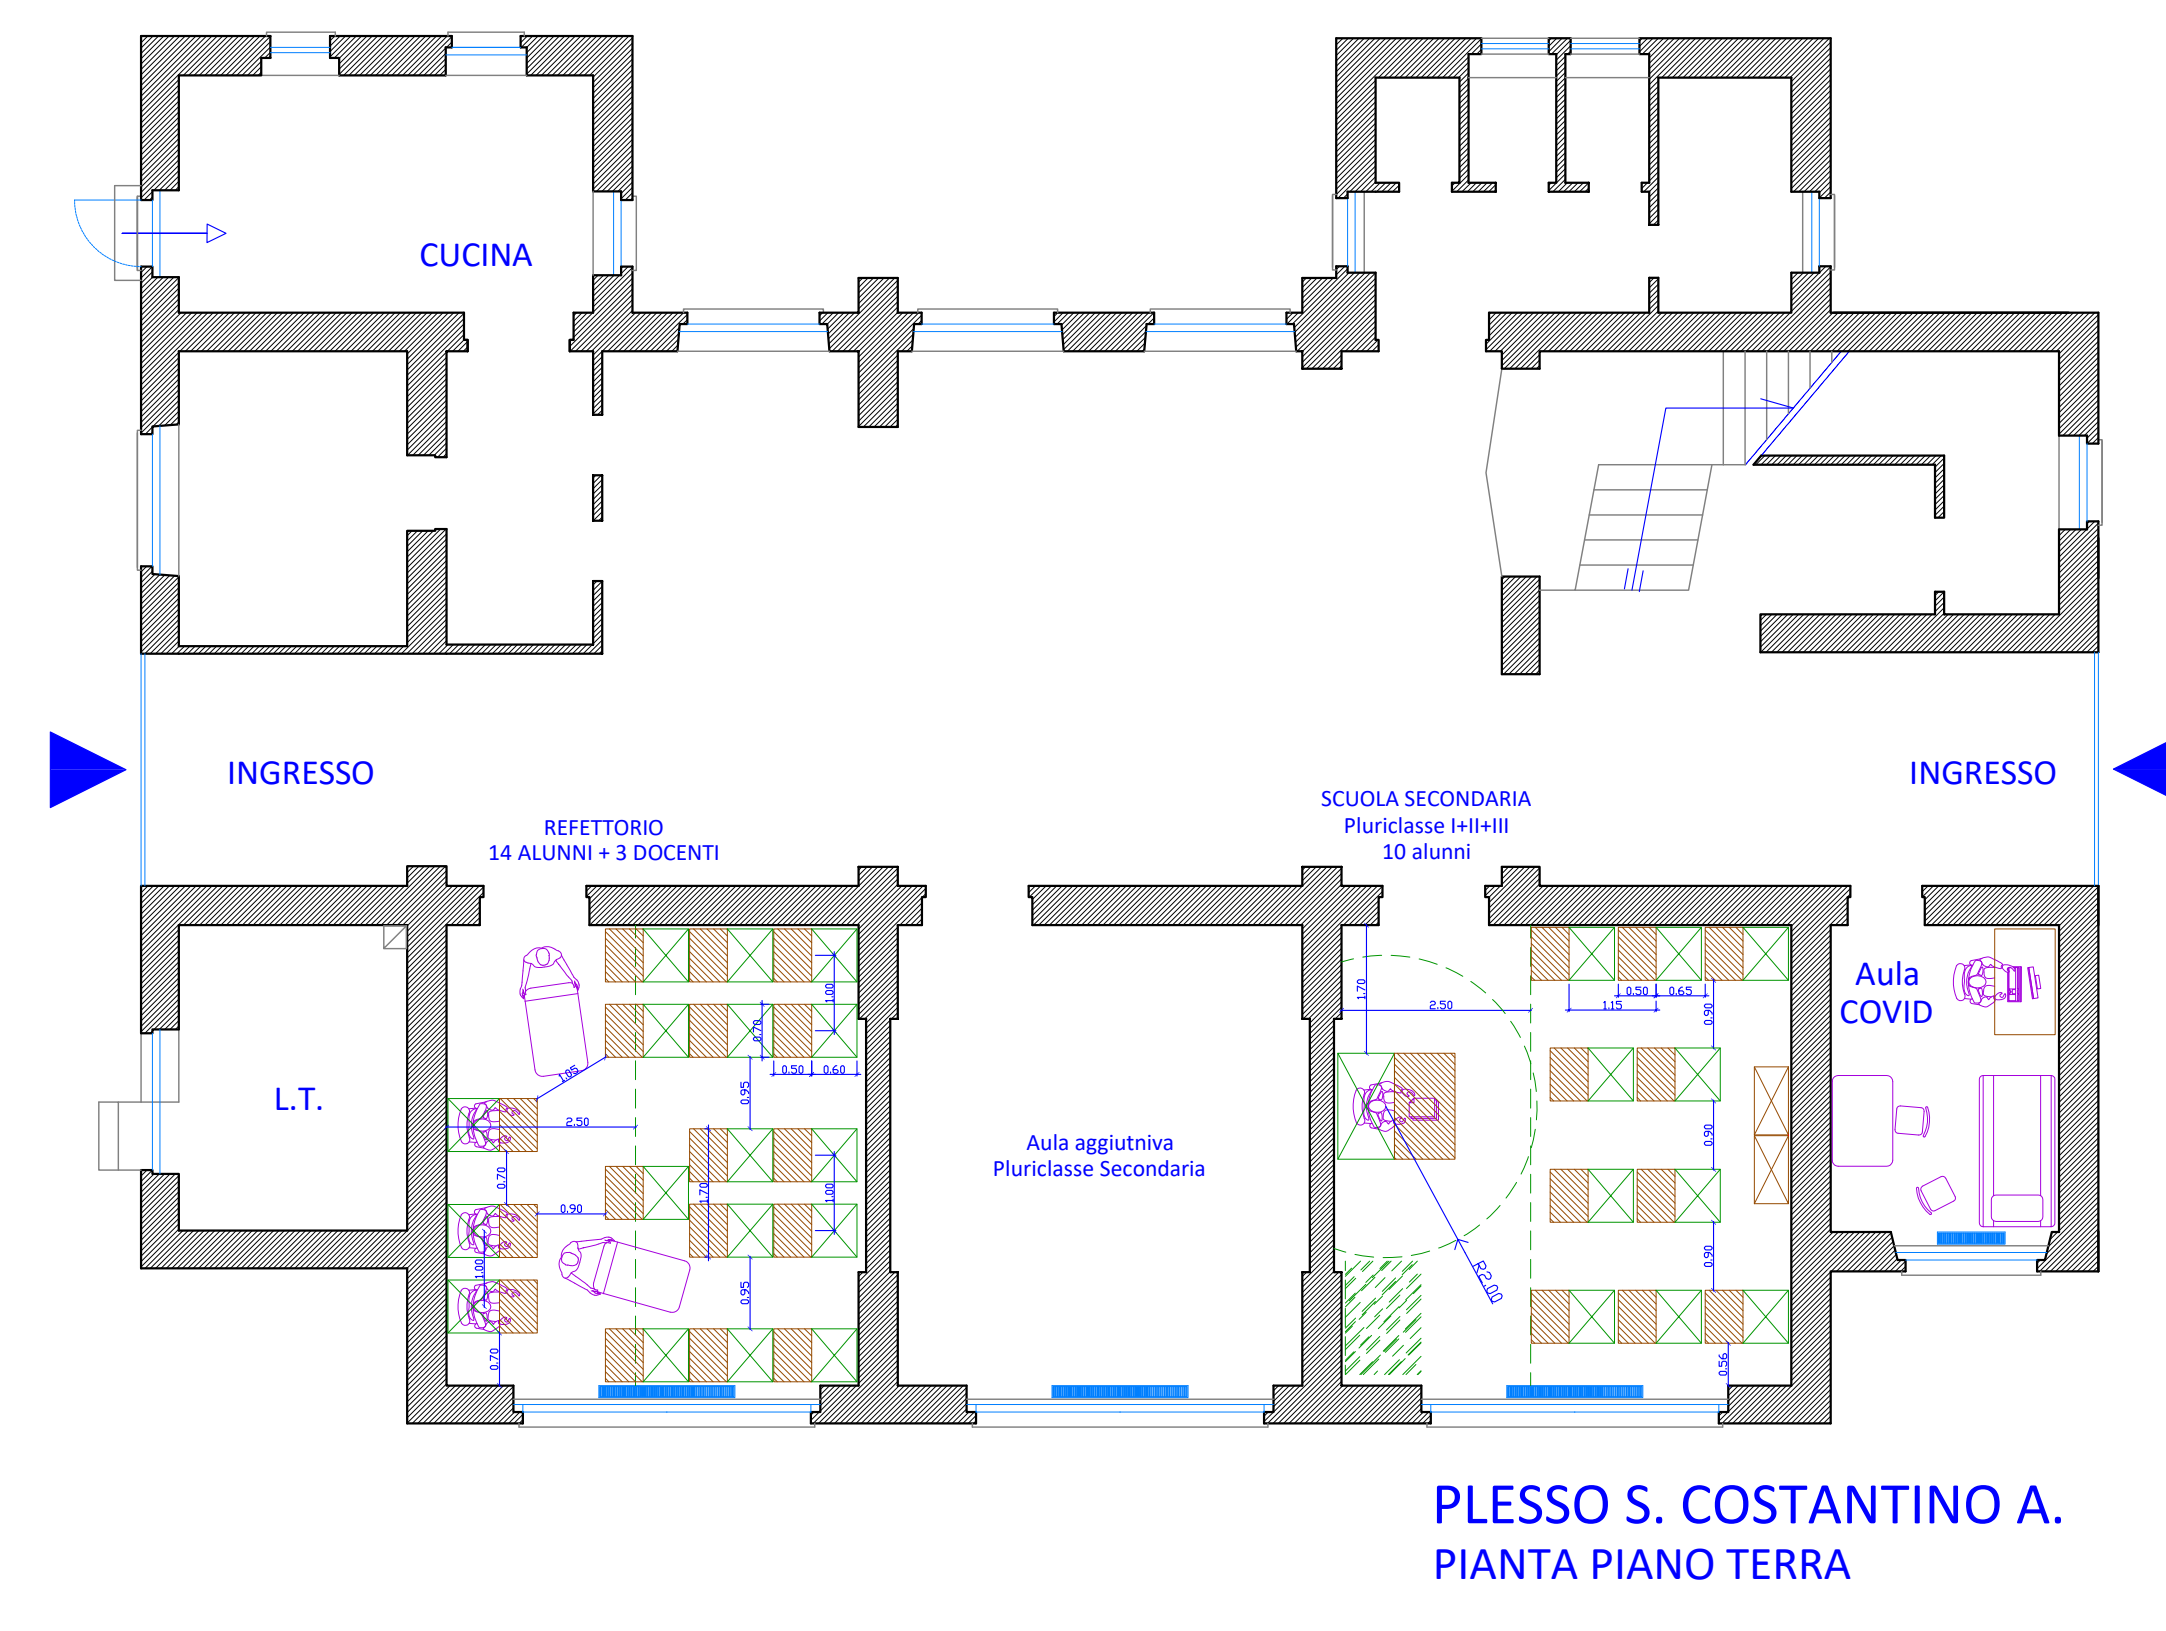 CUCINA
INGRESSO
INGRESSO
REFETTORIO
14 ALUNNI + 3 DOCENTI
SCUOLA SECONDARIA
Pluriclasse I+II+III
10 alunni
L.T.
1.00
0.70
0.50
0.60
1.05
0.95
2.50
0.70
1.70
1.00
0.90
1.00
0.95
0.70
Aula aggiutniva
Pluriclasse Secondaria
1.70
2.50
0.50
0.65
1.15
0.90
0.90
0.90
R2.00
0.56
Aula
COVID
PLESSO S. COSTANTINO A.
PIANTA PIANO TERRA